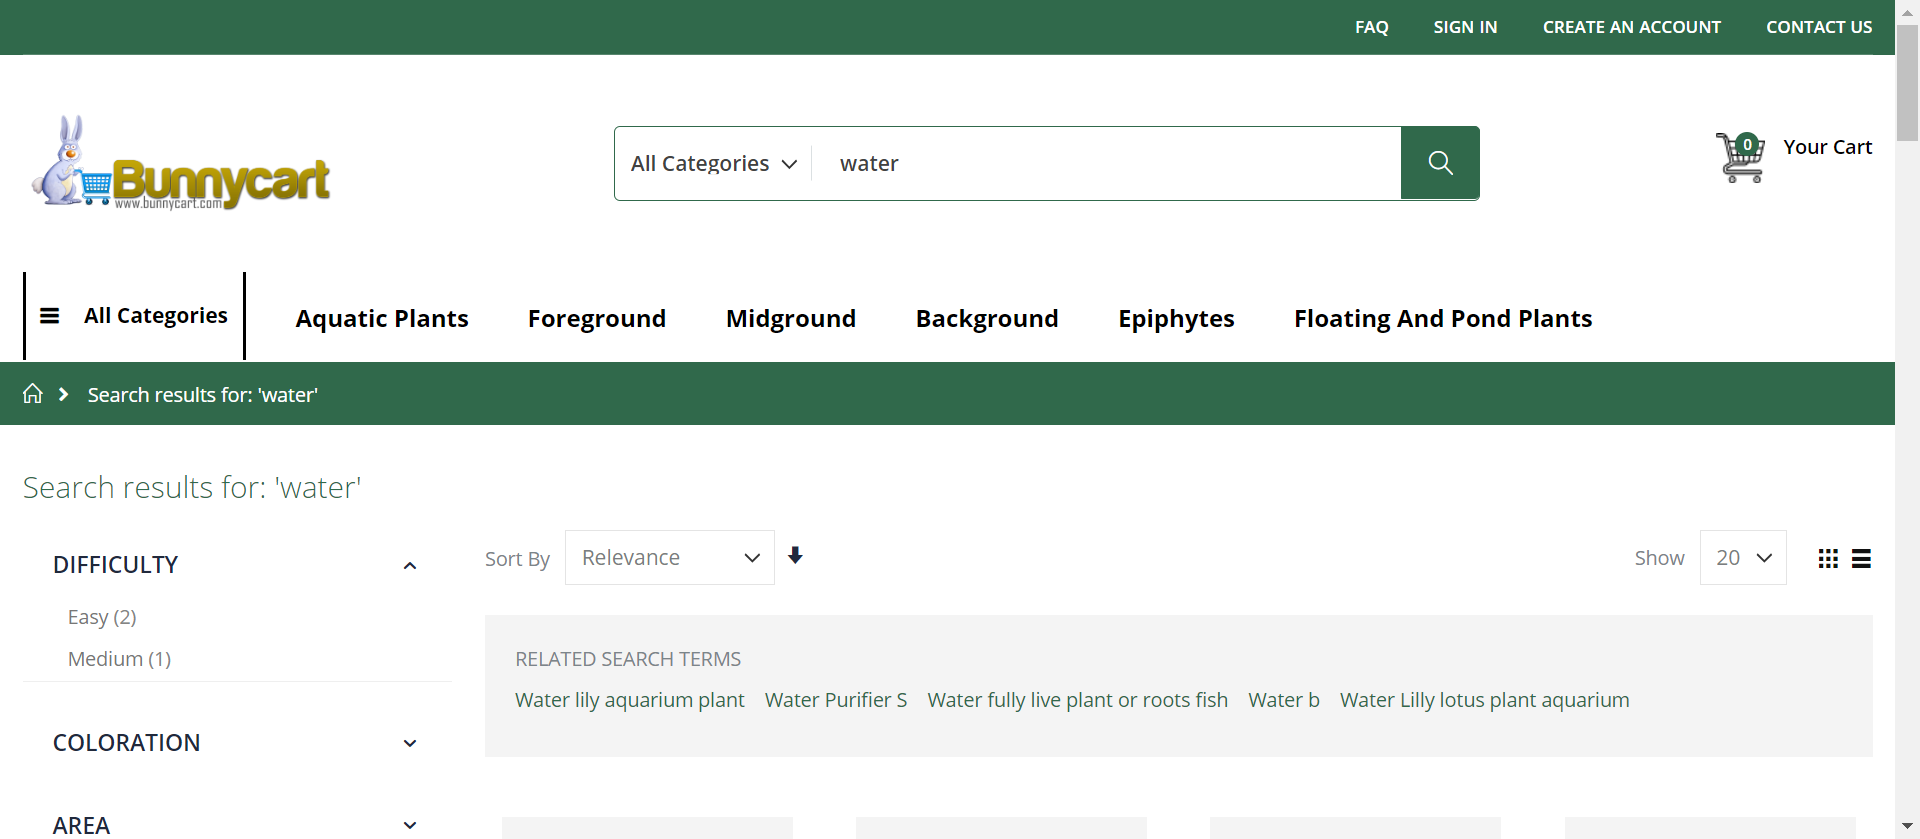 FAQ SIGN IN CREATE AN ACCOUNT CONTACT US
Bunnycart
www.bunnycart.com
All Categories water
0 Your Cart
All Categories Aquatic Plants Foreground Midground Background Epiphytes Floating And Pond Plants
Search results for: 'water'
Search results for: 'water'
DIFFICULTY
Easy (2)
Medium (1)
COLORATION
AREA
Sort By Relevance Show 20
RELATED SEARCH TERMS
Water lily aquarium plant Water Purifier S Water fully live plant or roots fish Water b Water Lilly lotus plant aquarium